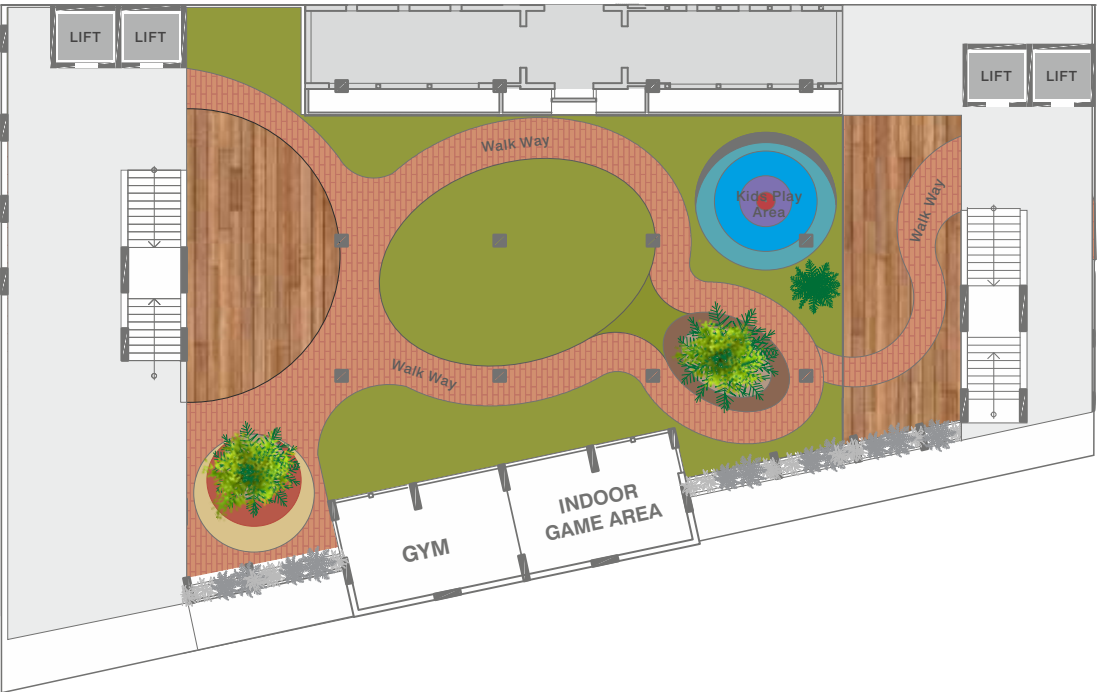 LIFT
LIFT
LIFT
LIFT
Walk Way
Kids Play
Area
Walk Way
Walk Way
INDOOR
GAME AREA
GYM